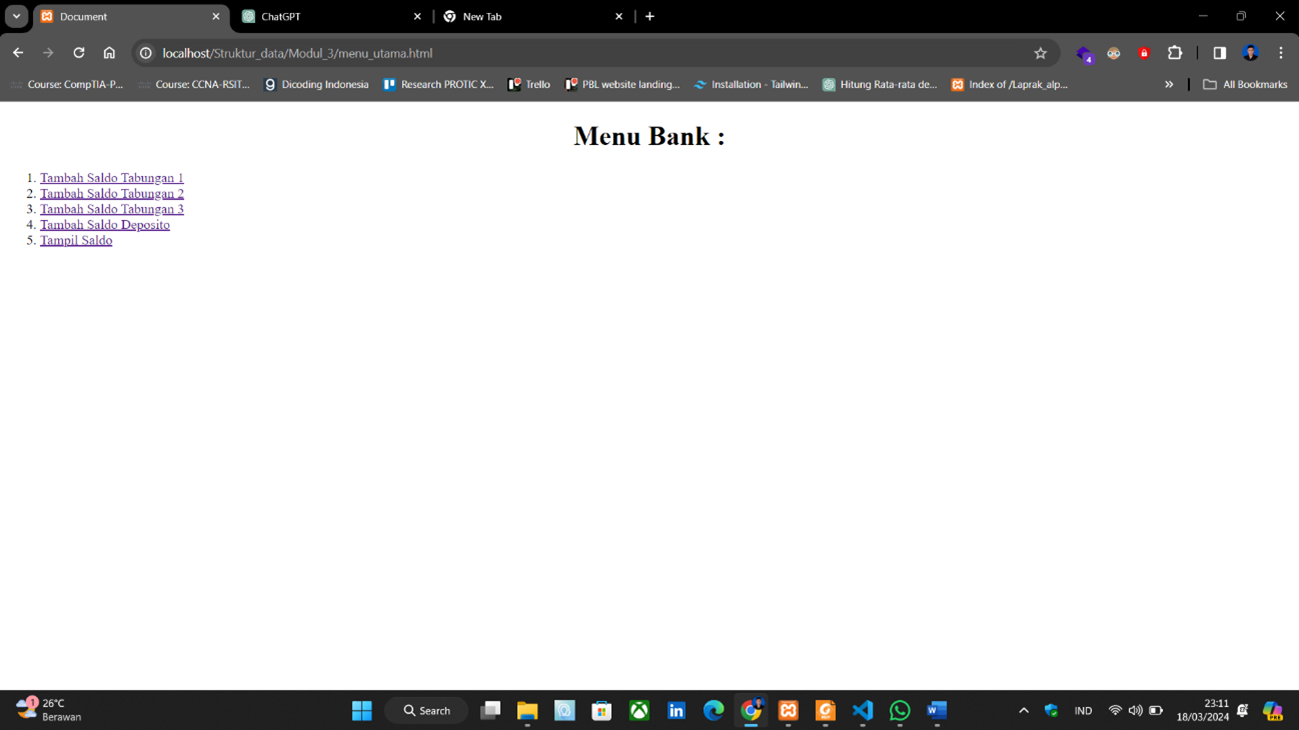 Document
ChatGPT
New Tab
localhost/Struktur_data/Modul_3/menu_utama.html
4
Course: CompTIA-P...
Course: CCNA-RSIT...
Dicoding Indonesia
Research PROTIC X...
Trello
PBL website landing...
Installation - Tailwin...
Hitung Rata-rata de...
Index of /Laprak_alp...
All Bookmarks
Menu Bank :
1. Tambah Saldo Tabungan 1
2. Tambah Saldo Tabungan 2
3. Tambah Saldo Tabungan 3
4. Tambah Saldo Deposito
5. Tampil Saldo
1
26°C
Berawan
Search
IND
23:11
18/03/2024